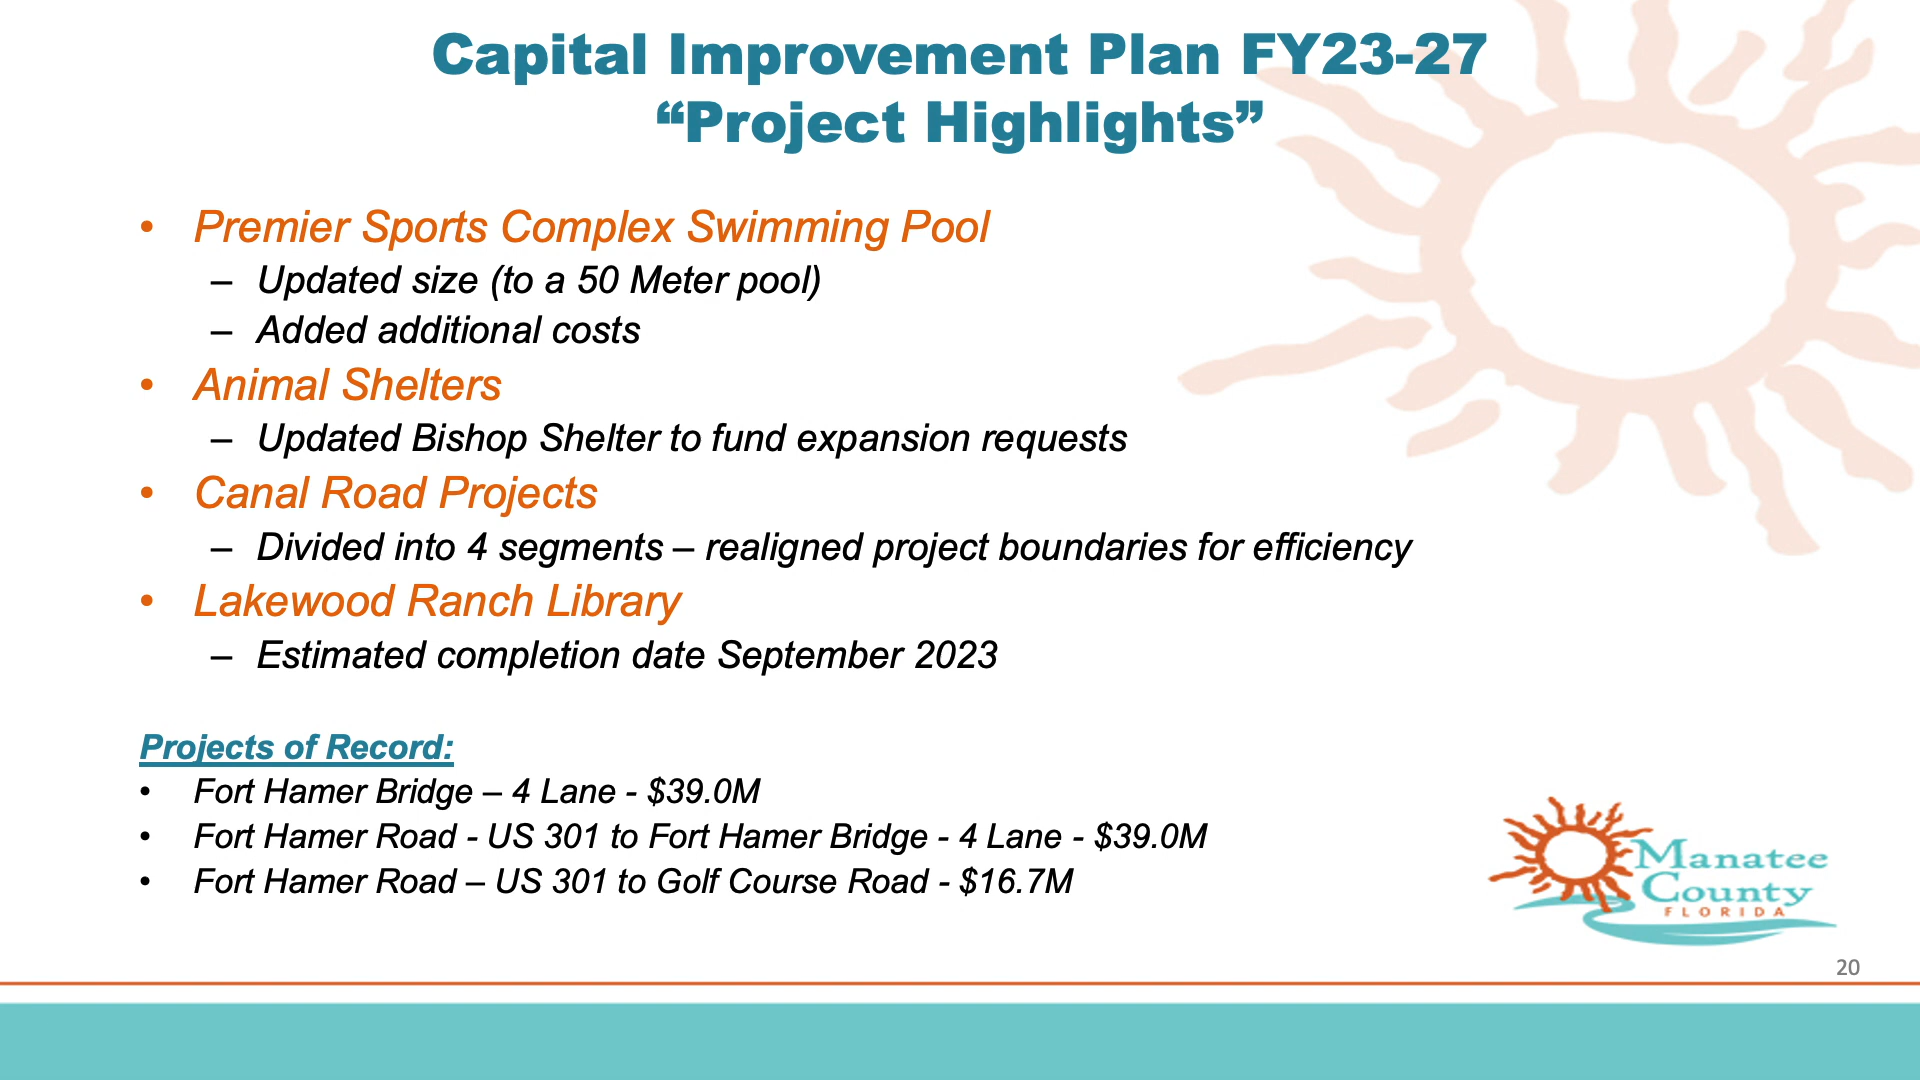 Capital Improvement Plan FY23-27
“Project Highlights”
• Premier Sports Complex Swimming Pool
– Updated size (to a 50 Meter pool)
– Added additional costs
• Animal Shelters
– Updated Bishop Shelter to fund expansion requests
• Canal Road Projects
– Divided into 4 segments – realigned project boundaries for efficiency
• Lakewood Ranch Library
– Estimated completion date September 2023
Projects of Record:
• Fort Hamer Bridge – 4 Lane - $39.0M
• Fort Hamer Road - US 301 to Fort Hamer Bridge - 4 Lane - $39.0M
• Fort Hamer Road – US 301 to Golf Course Road - $16.7M
Manatee
County
FLORIDA
20